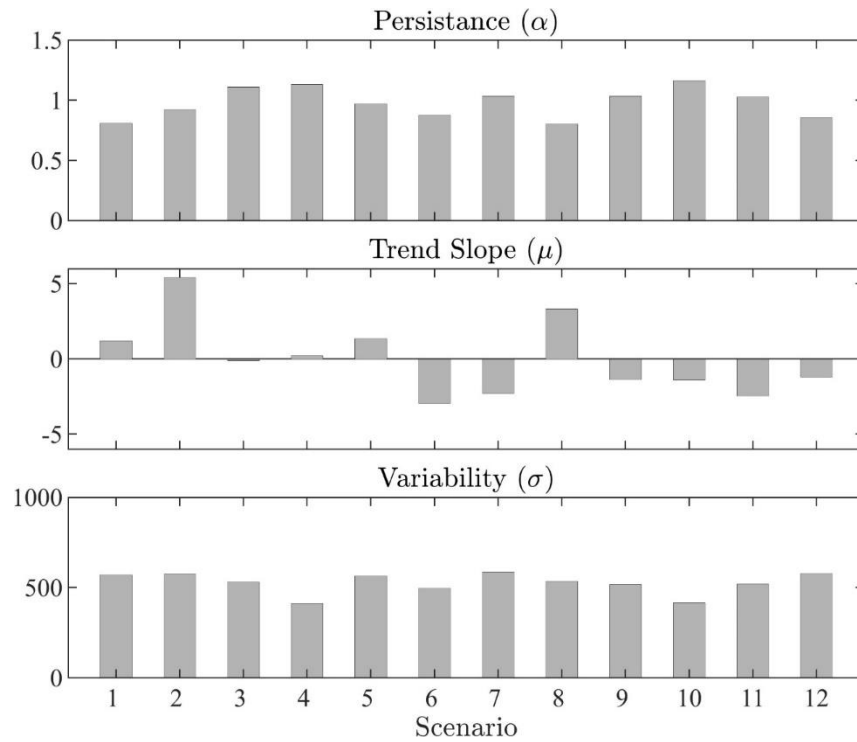 Persistance (α)
1.5
1
0.5
0
Trend Slope (μ)
5
0
-5
Variability (σ)
1000
500
0
1 2 3 4 5 6 7 8 9 10 11 12
Scenario